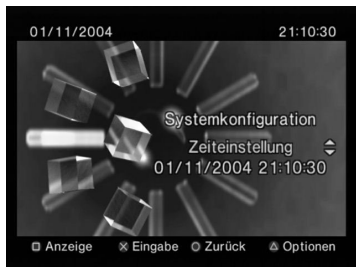 01/11/2004 21:10:30
Systemkonfiguration
Zeiteinstellung
01/11/2004 21:10:30
Anzeige Eingabe Zurück Optionen